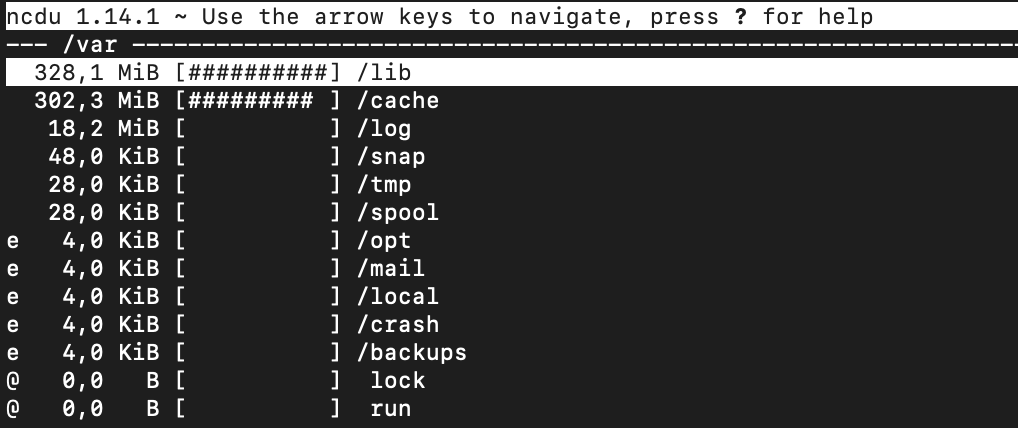 ncdu 1.14.1 ~ Use the arrow keys to navigate, press ? for help
--- /var ----------------------------------------------------------------
  328,1 MiB [##########] /lib
  302,3 MiB [######### ] /cache
   18,2 MiB [          ] /log
   48,0 KiB [          ] /snap
   28,0 KiB [          ] /tmp
   28,0 KiB [          ] /spool
e   4,0 KiB [          ] /opt
e   4,0 KiB [          ] /mail
e   4,0 KiB [          ] /local
e   4,0 KiB [          ] /crash
e   4,0 KiB [          ] /backups
@   0,0   B [          ]  lock
@   0,0   B [          ]  run